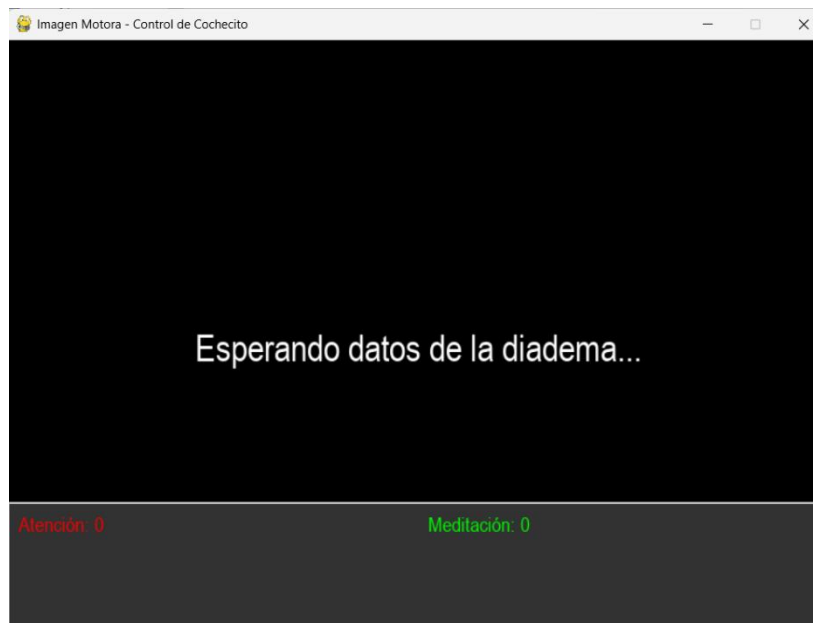 Imagen Motora - Control de Cochecito
Esperando datos de la diadema...
Atención: 0
Meditación: 0